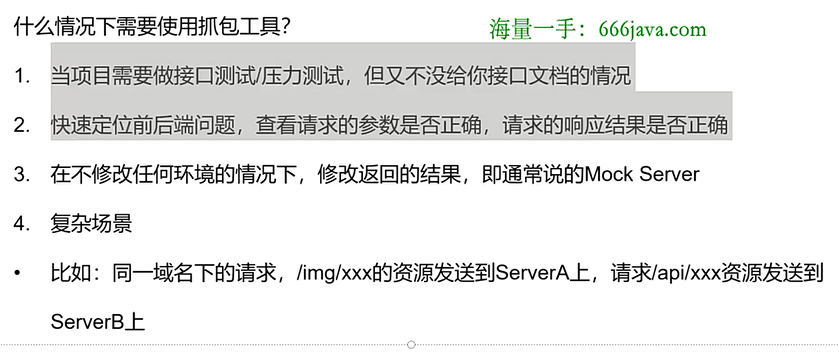 什么情况下需要使用抓包工具？
海量一手：666java.com
1. 当项目需要做接口测试/压力测试，但又不没给你接口文档的情况
2. 快速定位前后端问题，查看请求的参数是否正确，请求的响应结果是否正确
3. 在不修改任何环境的情况下，修改返回的结果，即通常说的Mock Server
4. 复杂场景
• 比如：同一域名下的请求，/img/xxx的资源发送到ServerA上，请求/api/xxx资源发送到
ServerB上